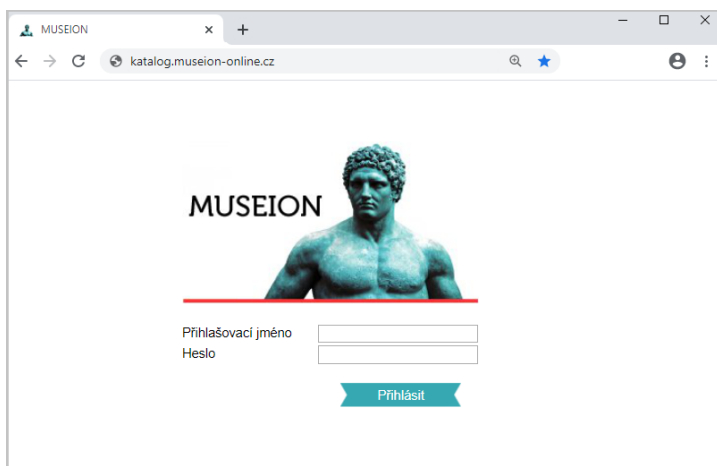 MUSEION
katalog.museion-online.cz
MUSEION
Přihlašovací jméno
Heslo
Přihlásit